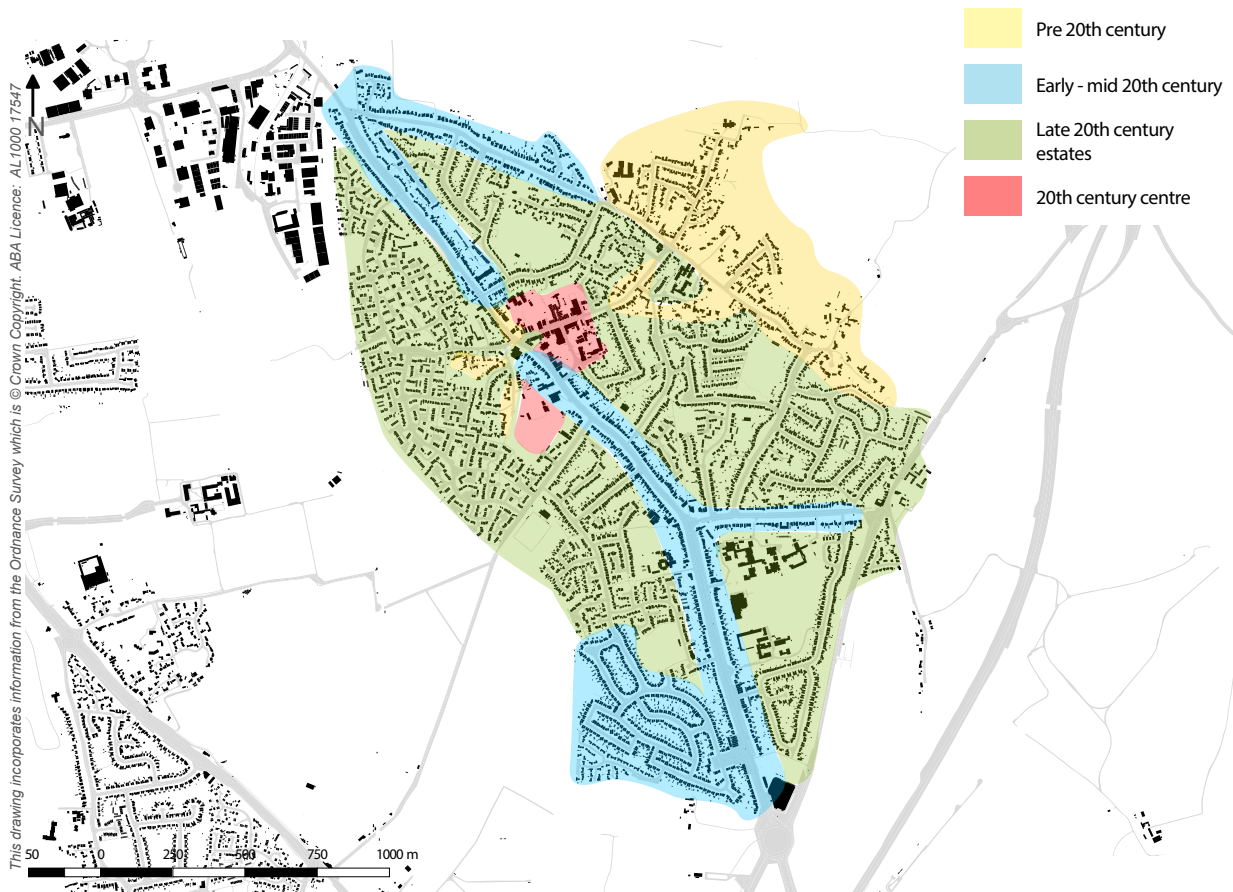 Pre 20th century
Early - mid 20th century
Late 20th century
estates
20th century centre
N
This drawing incorporates information from the Ordnance Survey which is © Crown Copyright. ABA Licence: AL1000 17547
50 0 250 500 750 1000 m